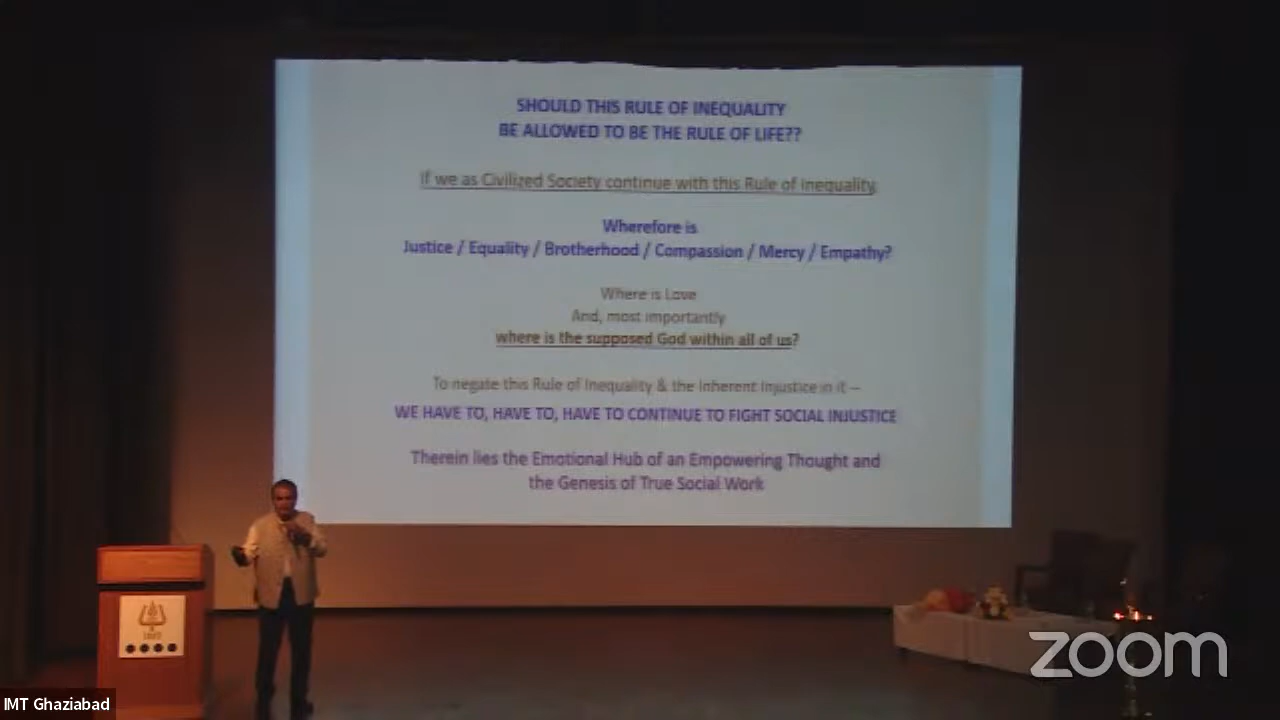 SHOULD THIS RULE OF INEQUALITY
BE ALLOWED TO BE THE RULE OF LIFE??
If we as Civilized Society continue with this Rule of Inequality,
Wherefore is
Justice / Equality / Brotherhood / Compassion / Mercy / Empathy?
Where is Love
And, most importantly
where is the supposed God within all of us?
To negate this Rule of Inequality & the Inherent Injustice in it –
WE HAVE TO, HAVE TO, HAVE TO CONTINUE TO FIGHT SOCIAL INJUSTICE
Therein lies the Emotional Hub of an Empowering Thought and
the Genesis of True Social Work
zoom
IMT Ghaziabad